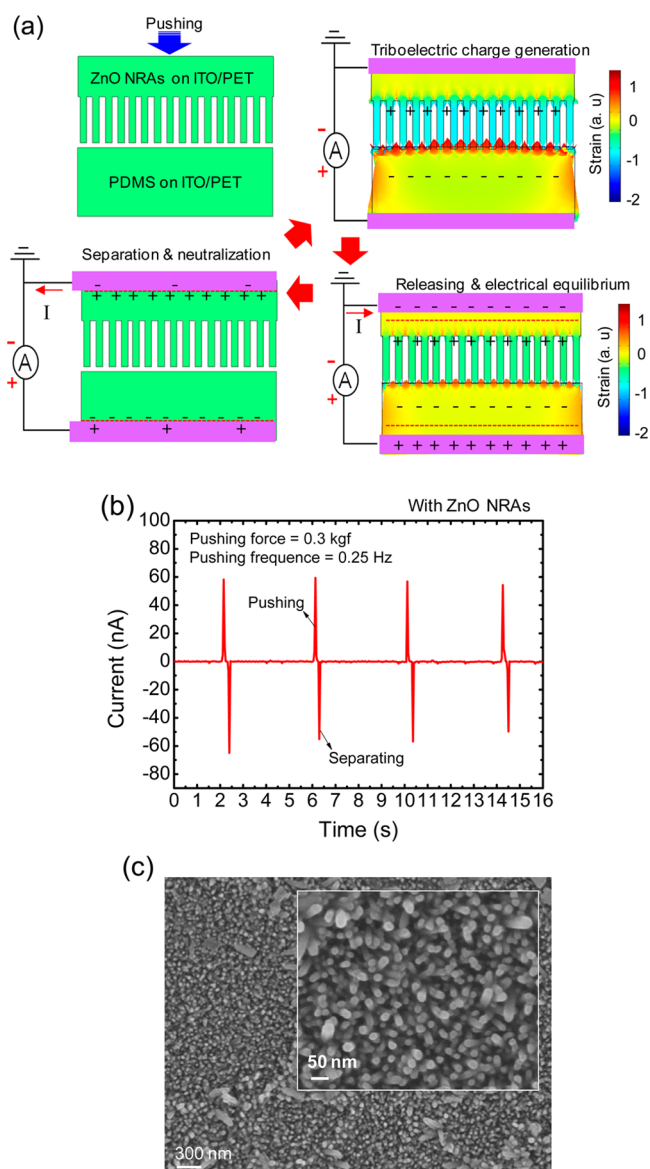 (a)
Pushing
ZnO NRAs on ITO/PET
PDMS on ITO/PET
Triboelectric charge generation
+ + + + + + + + +
- - - - - - - - -
-
A
+
Strain (a. u)
1
0
-1
-2
Separation & neutralization
- - -
+ + + + + + + + +
I
-
A
+
- - - - - - - - -
+ + +
Releasing & electrical equilibrium
- - - - - - - - -
I
+ + + + + + + + + +
-
A
+
- - - - - - - - -
+ + + + + + + + +
Strain (a. u)
1
0
-1
-2
(b)
With ZnO NRAs
Pushing force = 0.3 kgf
Pushing frequence = 0.25 Hz
Pushing
Separating
Current (nA)
100
80
60
40
20
0
-20
-40
-60
-80
0 1 2 3 4 5 6 7 8 9 10 11 12 13 14 15 16
Time (s)
(c)
50 nm
300 nm